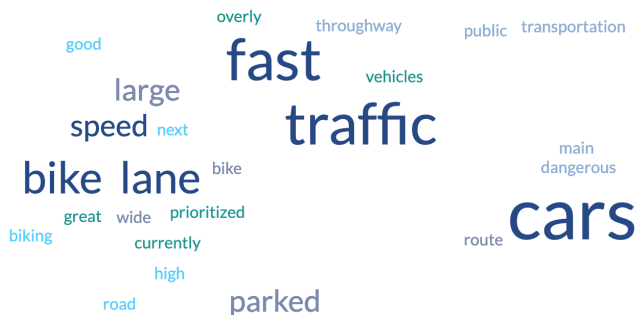 overly
good
throughway
public transportation
fast
vehicles
large
speed next
traffic
main
dangerous
bike lane bike
cars
great wide prioritized
biking
currently
route
high
road
parked